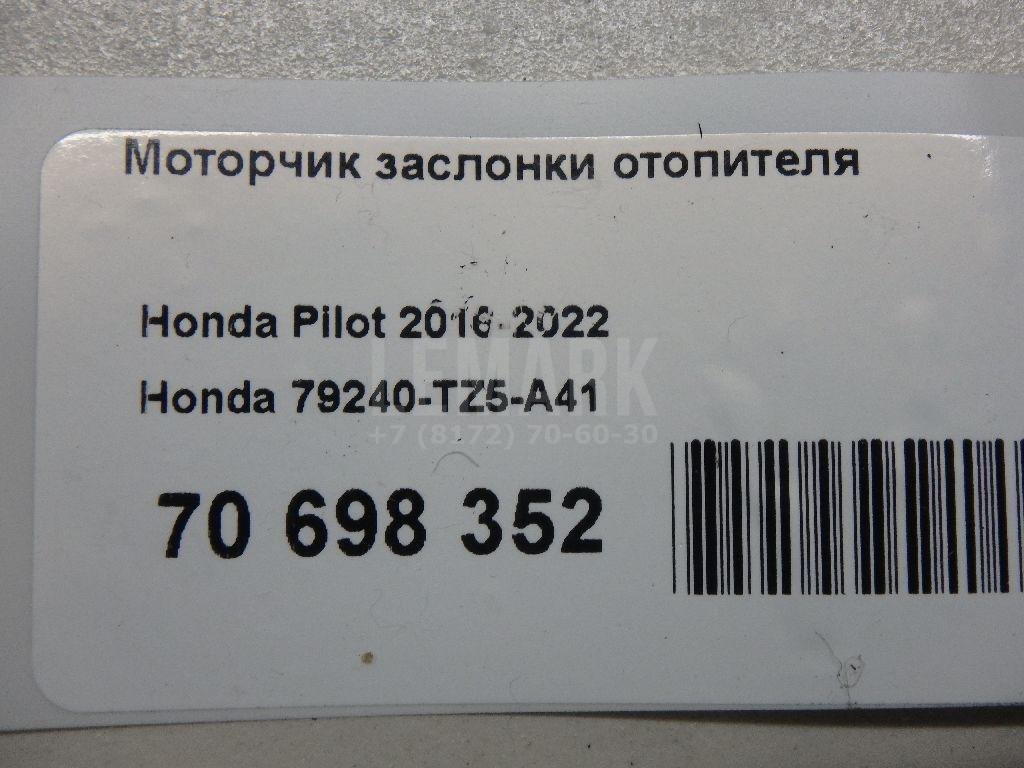 Моторчик заслонки отопителя
Honda Pilot 2016-2022
LEMARK
Honda 79240-TZ5-A41
+7 (8172) 70-60-30
70 698 352